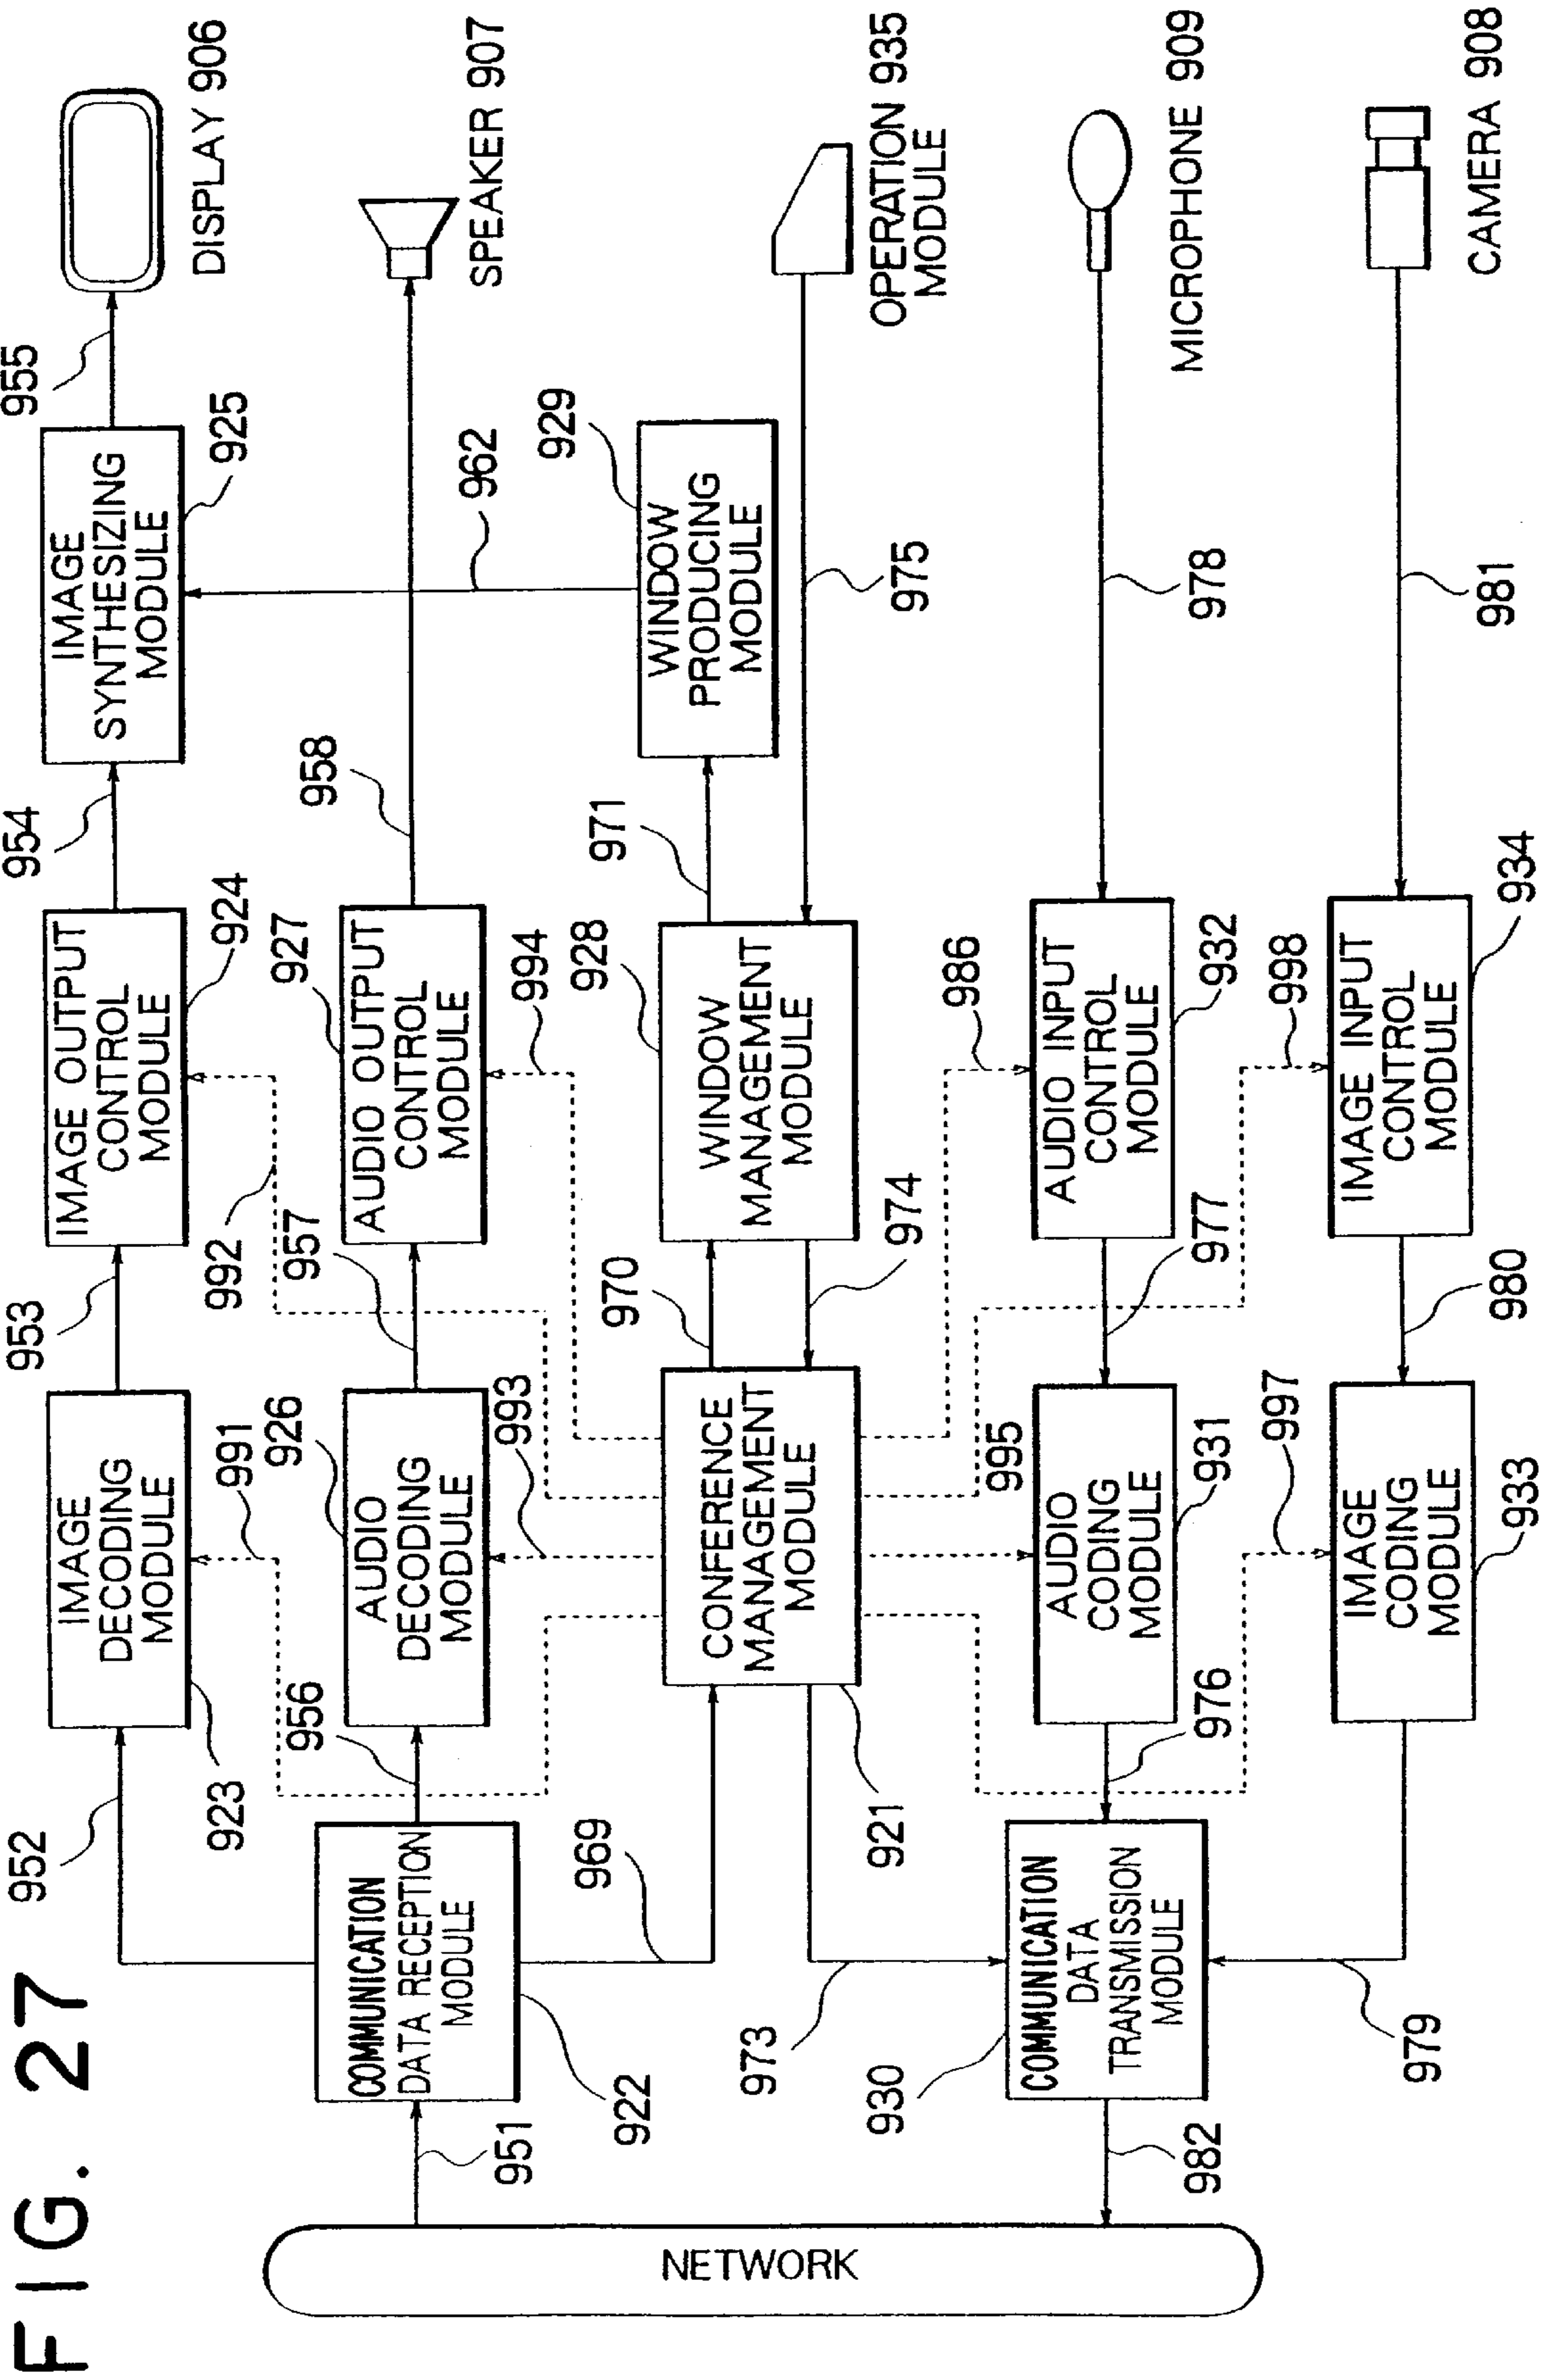 FIG. 27
955
DISPLAY 906
954
IMAGE
SYNTHESIZING
MODULE
925
953
IMAGE OUTPUT
CONTROL
MODULE
924
952
IMAGE
DECODING
MODULE
923
991
992
958
SPEAKER 907
957
AUDIO OUTPUT
CONTROL
MODULE
927
956
AUDIO
DECODING
MODULE
926
993
994
962
951
COMMUNICATION
DATA RECEPTION
MODULE
922
969
970
971
WINDOW
PRODUCING
MODULE
929
WINDOW
MANAGEMENT
MODULE
928
CONFERENCE
MANAGEMENT
MODULE
921
974
975
OPERATION 935
MODULE
NETWORK
973
COMMUNICATION
DATA
TRANSMISSION
MODULE
930
982
995
AUDIO
CODING
MODULE
931
976
986
AUDIO INPUT
CONTROL
MODULE
932
977
978
MICROPHONE 909
997
IMAGE
CODING
MODULE
933
979
998
IMAGE INPUT
CONTROL
MODULE
934
980
981
CAMERA 908